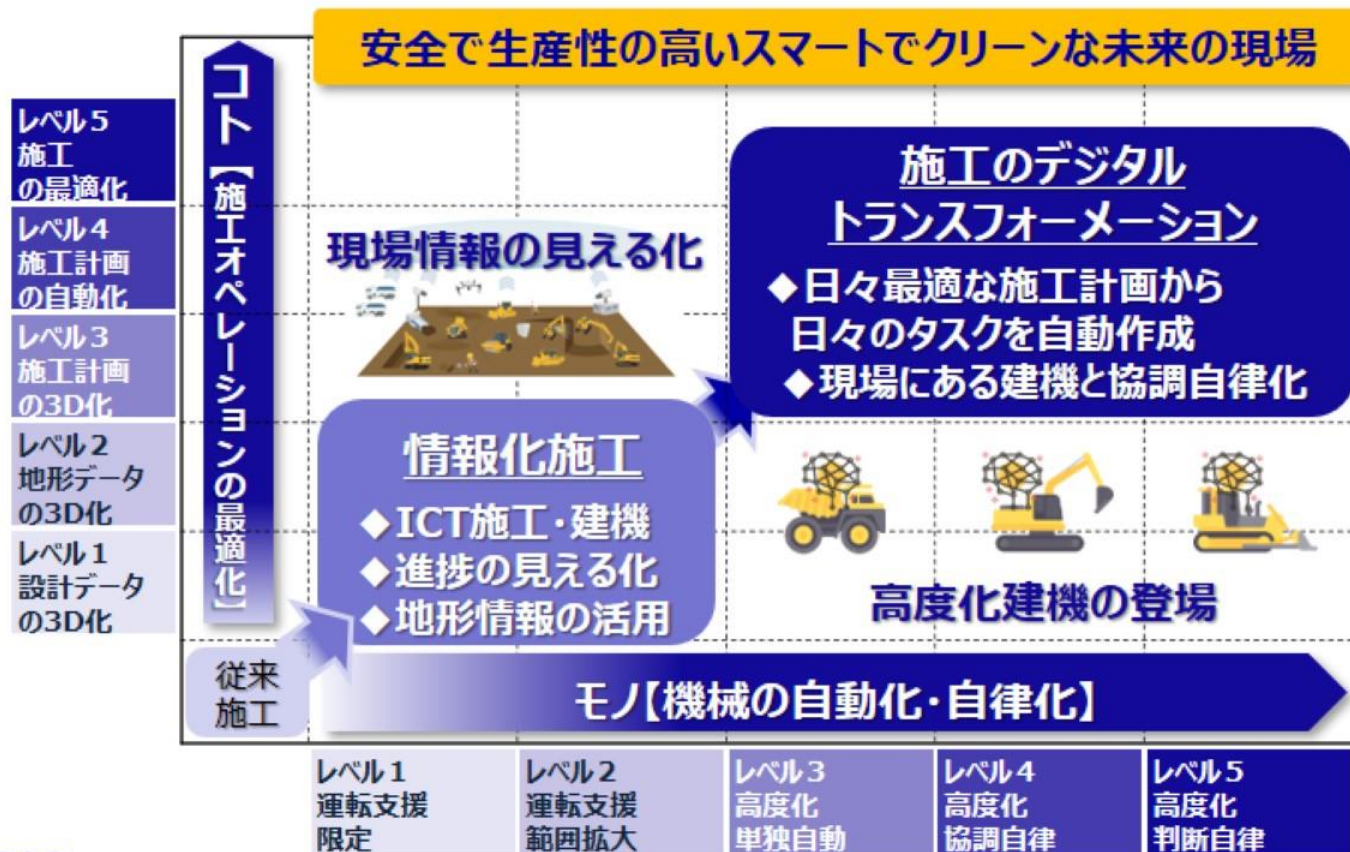 安全で生産性の高いスマートでクリーンな未来の現場
コト【施工オペレーションの最適化】
レベル5
施工
の最適化
レベル4
施工計画
の自動化
レベル3
施工計画
の3D化
レベル2
地形データ
の3D化
レベル1
設計データ
の3D化
現場情報の見える化
施工のデジタル
トランスフォーメーション
◆日々最適な施工計画から
日々のタスクを自動作成
◆現場にある建機と協調自律化
情報化施工
◆ICT施工・建機
◆進捗の見える化
◆地形情報の活用
高度化建機の登場
従来
施工
モノ【機械の自動化・自律化】
レベル1
運転支援
限定
レベル2
運転支援
範囲拡大
レベル3
高度化
単独自動
レベル4
高度化
協調自律
レベル5
高度化
判断自律